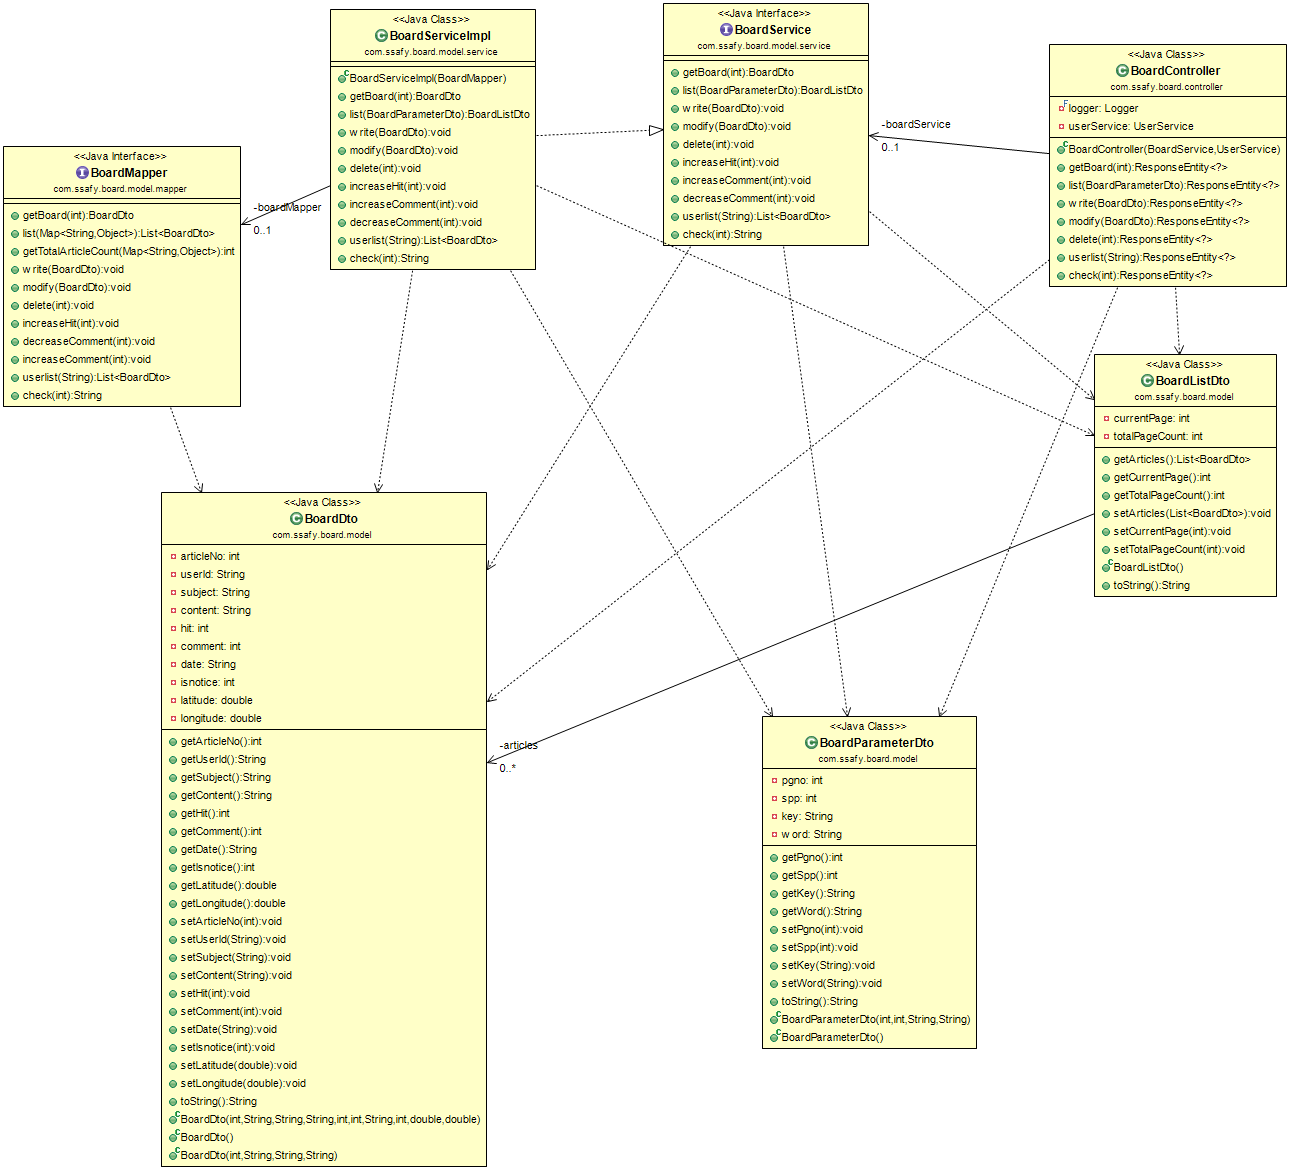 <<Java Class>>
BoardServiceImpl
com.ssafy.board.model.service
BoardServiceImpl(BoardMapper)
getBoard(int):BoardDto
list(BoardParameterDto):BoardListDto
write(BoardDto):void
modify(BoardDto):void
delete(int):void
increaseHit(int):void
increaseComment(int):void
decreaseComment(int):void
userlist(String):List<BoardDto>
check(int):String
<<Java Interface>>
BoardService
com.ssafy.board.model.service
getBoard(int):BoardDto
list(BoardParameterDto):BoardListDto
write(BoardDto):void
modify(BoardDto):void
delete(int):void
increaseHit(int):void
increaseComment(int):void
decreaseComment(int):void
userlist(String):List<BoardDto>
check(int):String
<<Java Class>>
BoardController
com.ssafy.board.controller
logger: Logger
userService: UserService
BoardController(BoardService,UserService)
getBoard(int):ResponseEntity<?>
list(BoardParameterDto):ResponseEntity<?>
write(BoardDto):ResponseEntity<?>
modify(BoardDto):ResponseEntity<?>
delete(int):ResponseEntity<?>
userlist(String):ResponseEntity<?>
check(int):ResponseEntity<?>
-boardService
0..1
<<Java Interface>>
BoardMapper
com.ssafy.board.model.mapper
getBoard(int):BoardDto
list(Map<String,Object>):List<BoardDto>
getTotalArticleCount(Map<String,Object>):int
write(BoardDto):void
modify(BoardDto):void
delete(int):void
increaseHit(int):void
decreaseComment(int):void
increaseComment(int):void
userlist(String):List<BoardDto>
check(int):String
-boardMapper
0..1
<<Java Class>>
BoardListDto
com.ssafy.board.model
currentPage: int
totalPageCount: int
getArticles():List<BoardDto>
getCurrentPage():int
getTotalPageCount():int
setArticles(List<BoardDto>):void
setCurrentPage(int):void
setTotalPageCount(int):void
BoardListDto()
toString():String
<<Java Class>>
BoardDto
com.ssafy.board.model
articleNo: int
userId: String
subject: String
content: String
hit: int
comment: int
date: String
isnotice: int
latitude: double
longitude: double
getArticleNo():int
getUserId():String
getSubject():String
getContent():String
getHit():int
getComment():int
getDate():String
getIsnotice():int
getLatitude():double
getLongitude():double
setArticleNo(int):void
setUserId(String):void
setSubject(String):void
setContent(String):void
setHit(int):void
setComment(int):void
setDate(String):void
setIsnotice(int):void
setLatitude(double):void
setLongitude(double):void
toString():String
BoardDto(int,String,String,String,int,int,String,int,double,double)
BoardDto()
BoardDto(int,String,String,String)
-articles
0..*
<<Java Class>>
BoardParameterDto
com.ssafy.board.model
pgno: int
spp: int
key: String
word: String
getPgno():int
getSpp():int
getKey():String
getWord():String
setPgno(int):void
setSpp(int):void
setKey(String):void
setWord(String):void
toString():String
BoardParameterDto(int,int,String,String)
BoardParameterDto()